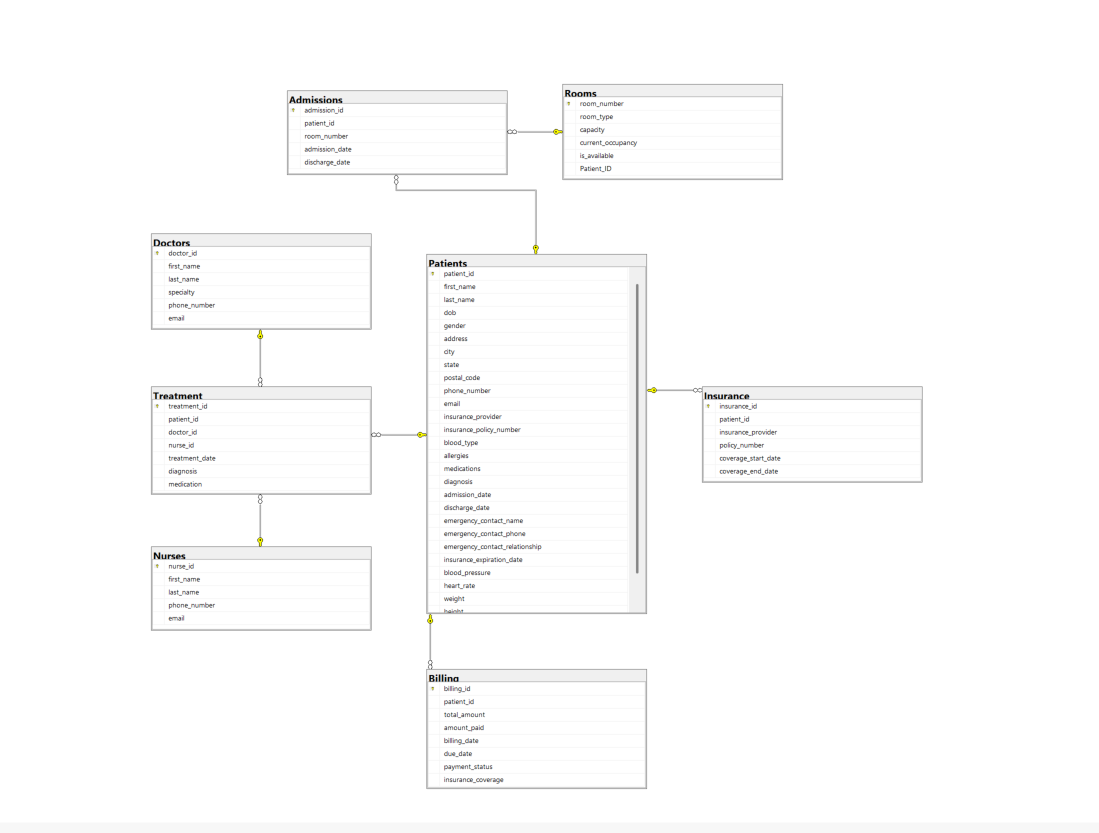 Admissions
admission_id
patient_id
room_number
admission_date
discharge_date
Rooms
room_number
room_type
capacity
current_occupancy
is_available
Patient_ID
Doctors
doctor_id
first_name
last_name
specialty
phone_number
email
Patients
patient_id
first_name
last_name
dob
gender
address
city
state
postal_code
phone_number
email
insurance_provider
insurance_policy_number
blood_type
allergies
medications
diagnosis
admission_date
discharge_date
emergency_contact_name
emergency_contact_phone
emergency_contact_relationship
insurance_expiration_date
blood_pressure
heart_rate
weight
height
Treatment
treatment_id
patient_id
doctor_id
nurse_id
treatment_date
diagnosis
medication
Insurance
insurance_id
patient_id
insurance_provider
policy_number
coverage_start_date
coverage_end_date
Nurses
nurse_id
first_name
last_name
phone_number
email
Billing
billing_id
patient_id
total_amount
amount_paid
billing_date
due_date
payment_status
insurance_coverage